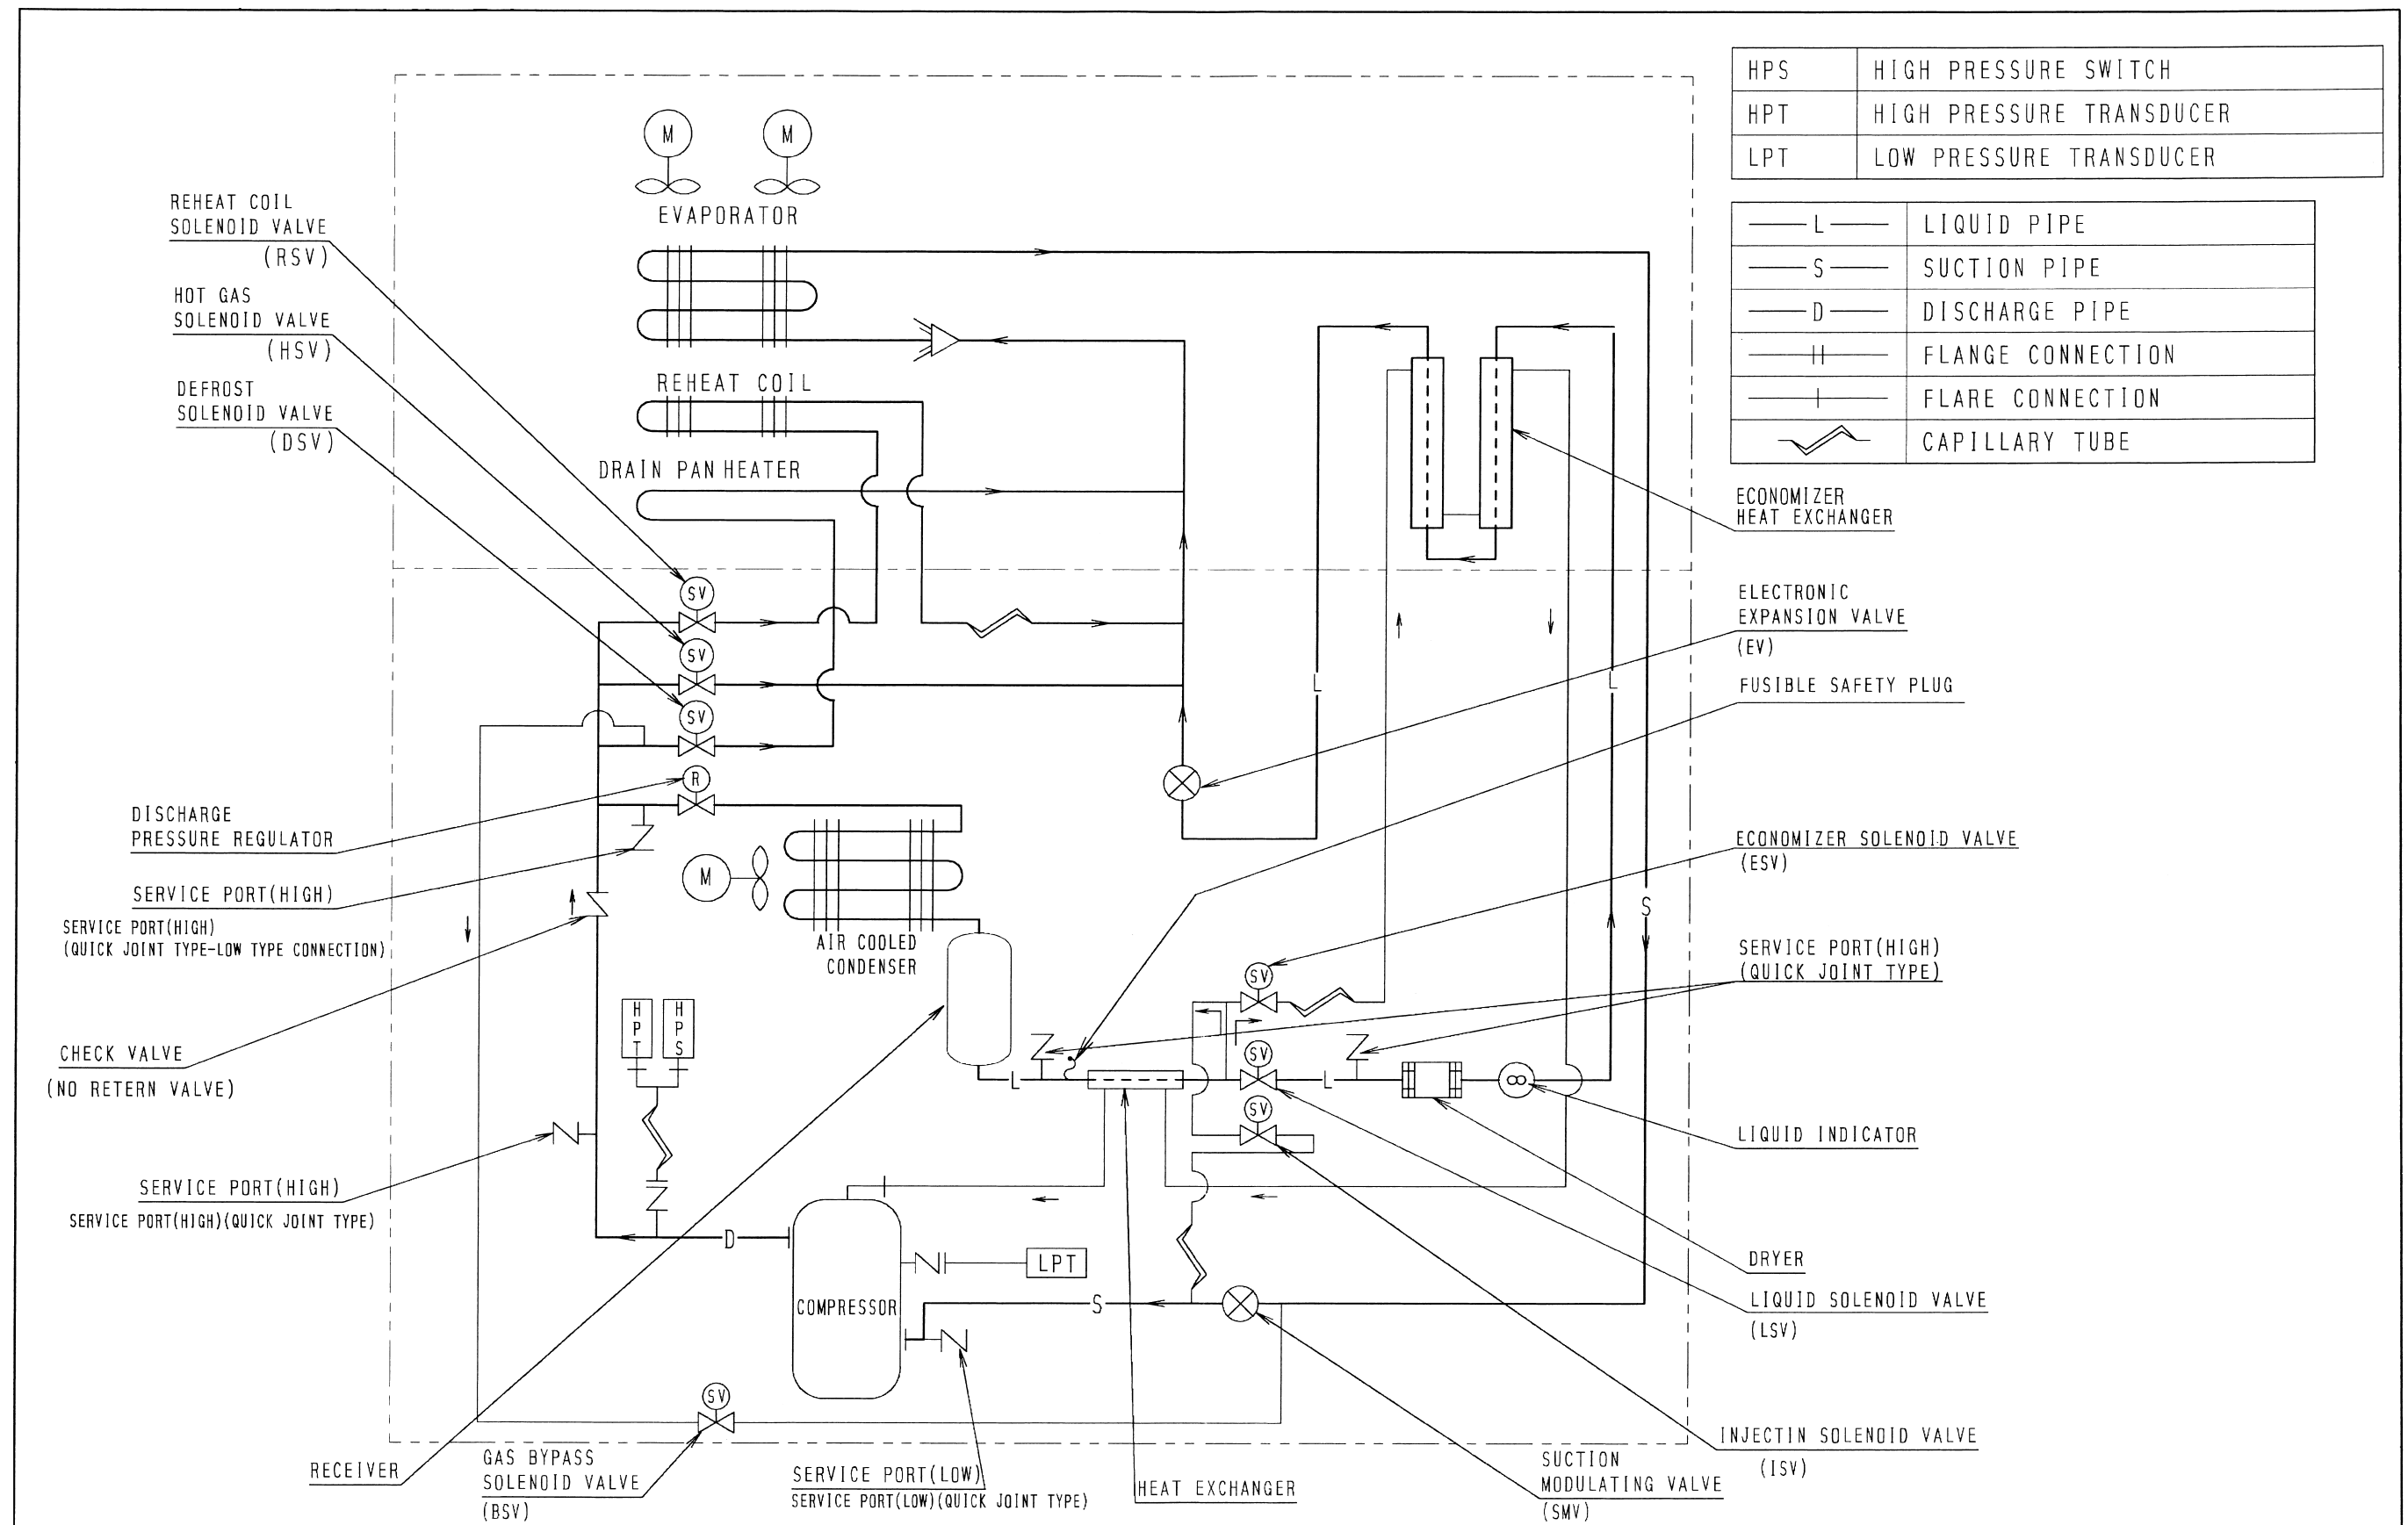 HPS HIGH PRESSURE SWITCH
HPT HIGH PRESSURE TRANSDUCER
LPT LOW PRESSURE TRANSDUCER
L LIQUID PIPE
S SUCTION PIPE
D DISCHARGE PIPE
FLANGE CONNECTION
FLARE CONNECTION
CAPILLARY TUBE
M M
EVAPORATOR
REHEAT COIL
SOLENOID VALVE
(RSV)
HOT GAS
SOLENOID VALVE
(HSV)
DEFROST
SOLENOID VALVE
(DSV)
REHEAT COIL
DRAIN PAN HEATER
SV
SV
SV
R
DISCHARGE
PRESSURE REGULATOR
SERVICE PORT(HIGH)
SERVICE PORT(HIGH)
(QUICK JOINT TYPE-LOW TYPE CONNECTION)
CHECK VALVE
(NO RETERN VALVE)
SERVICE PORT(HIGH)
SERVICE PORT(HIGH)(QUICK JOINT TYPE)
M
AIR COOLED
CONDENSER
HPT
HPS
D
COMPRESSOR
LPT
S
L
SV
SV
SV
L
L
L
S
ECONOMIZER
HEAT EXCHANGER
ELECTRONIC
EXPANSION VALVE
(EV)
FUSIBLE SAFETY PLUG
ECONOMIZER SOLENOID VALVE
(ESV)
SERVICE PORT(HIGH)
(QUICK JOINT TYPE)
LIQUID INDICATOR
DRYER
LIQUID SOLENOID VALVE
(LSV)
INJECTIN SOLENOID VALVE
(ISV)
SUCTION
MODULATING VALVE
(SMV)
HEAT EXCHANGER
SERVICE PORT(LOW)
SERVICE PORT(LOW)(QUICK JOINT TYPE)
SV
GAS BYPASS
SOLENOID VALVE
(BSV)
RECEIVER